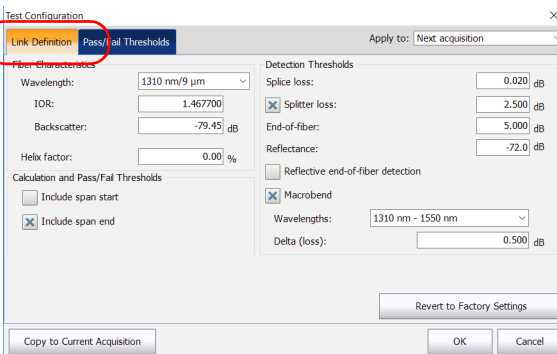 Test Configuration
Link Definition Pass/Fail Thresholds Apply to: Next acquisition
Fiber Characteristics
Wavelength: 1310 nm/9 µm
IOR: 1.467700
Backscatter: -79.45 dB
Helix factor: 0.00 %
Calculation and Pass/Fail Thresholds
Include span start
Include span end
Detection Thresholds
Splice loss: 0.020 dB
Splitter loss: 2.500 dB
End-of-fiber: 5.000 dB
Reflectance: -72.0 dB
Reflective end-of-fiber detection
Macrobend
Wavelengths: 1310 nm - 1550 nm
Delta (loss): 0.500 dB
Revert to Factory Settings
Copy to Current Acquisition OK Cancel